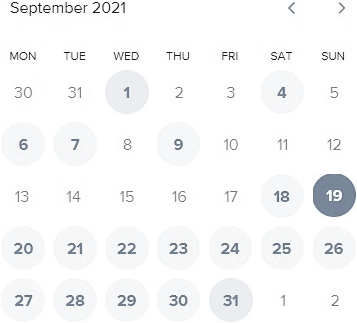 September 2021
MON TUE WED THU FRI SAT SUN
30 31 1 2 3 4 5
6 7 8 9 10 11 12
13 14 15 16 17 18 19
20 21 22 23 24 25 26
27 28 29 30 31 1 2